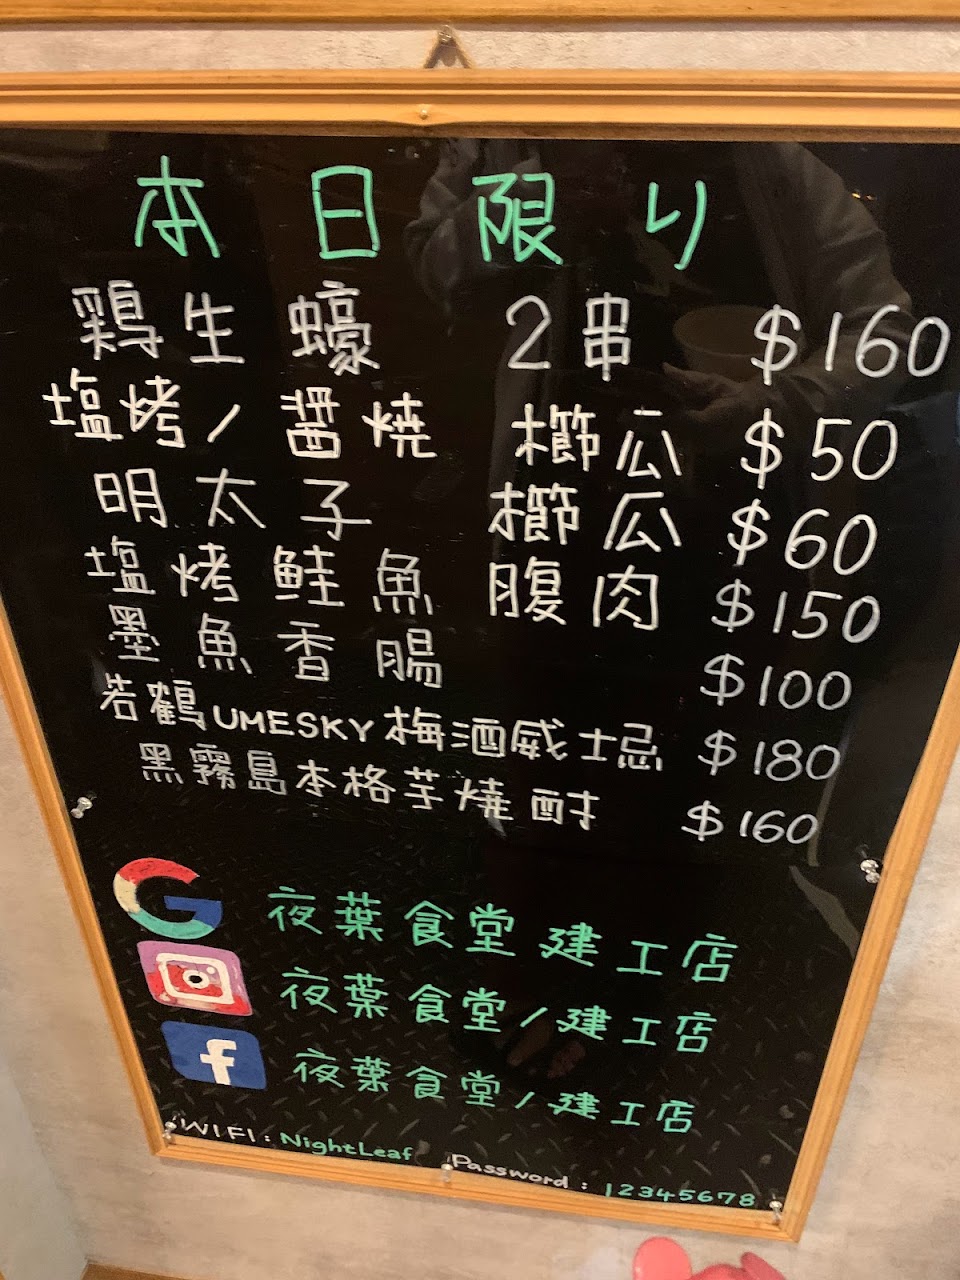 本日限り
鶏生蠔 2串 $160
塩烤/醤燒 櫛瓜 $50
明太子 櫛瓜 $60
塩烤鮭魚 腹肉 $150
墨魚香腸 $100
若鶴UMESKY梅酒威士忌 $180
黑霧島本格芋燒酎 $160
夜葉食堂 建工店
夜葉食堂/建工店
夜葉食堂/建工店
WIFI: NightLeaf Password: 12345678